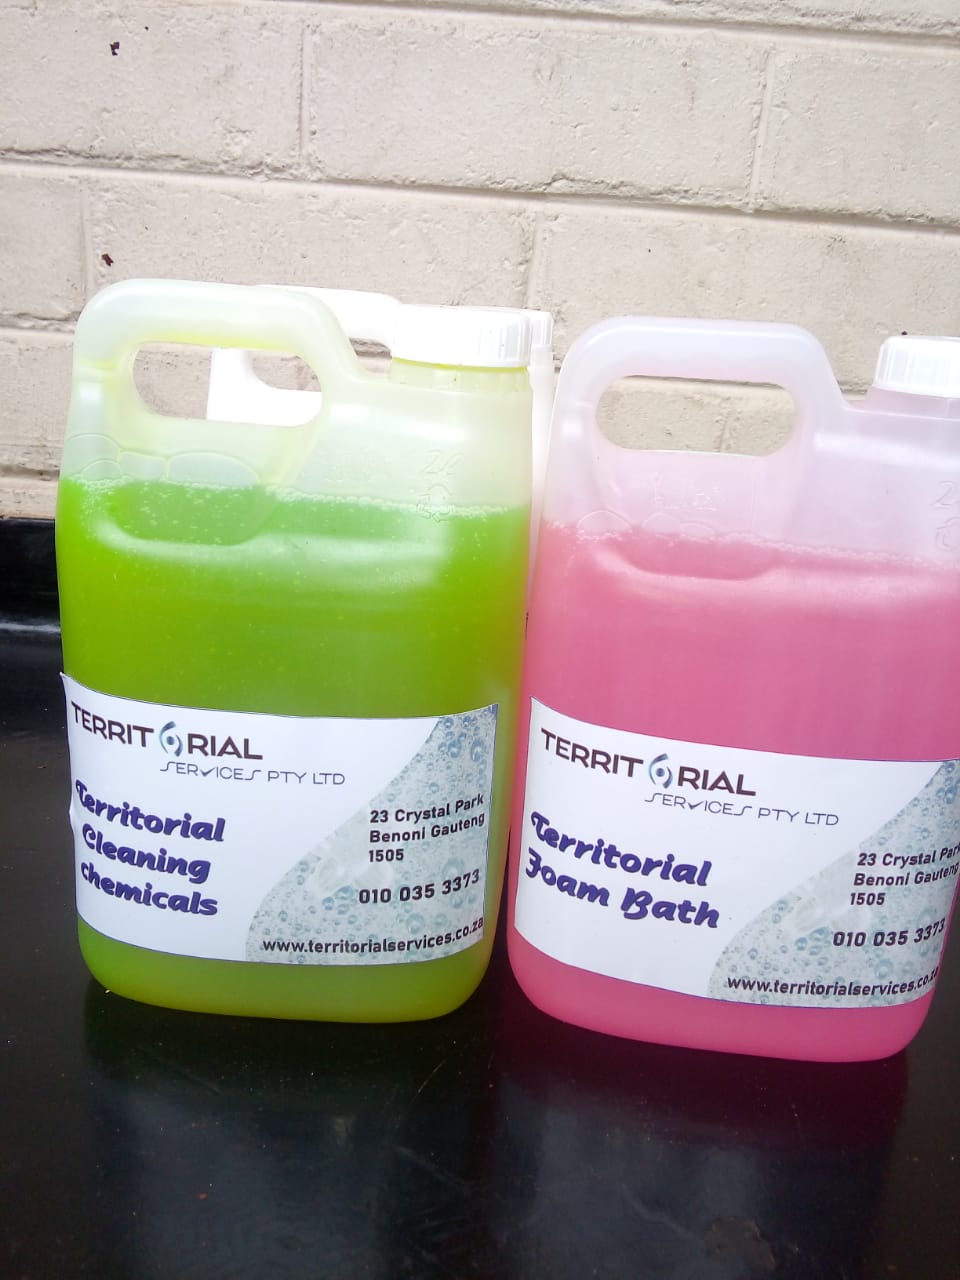 TERRITORIAL
SERVICES PTY LTD
Territorial
Cleaning
chemicals
23 Crystal Park
Benoni Gauteng
1505
010 035 3373
www.territorialservices.co.za
TERRITORIAL
SERVICES PTY LTD
Territorial
Foam Bath
23 Crystal Park
Benoni Gauteng
1505
010 035 3373
www.territorialservices.co.za